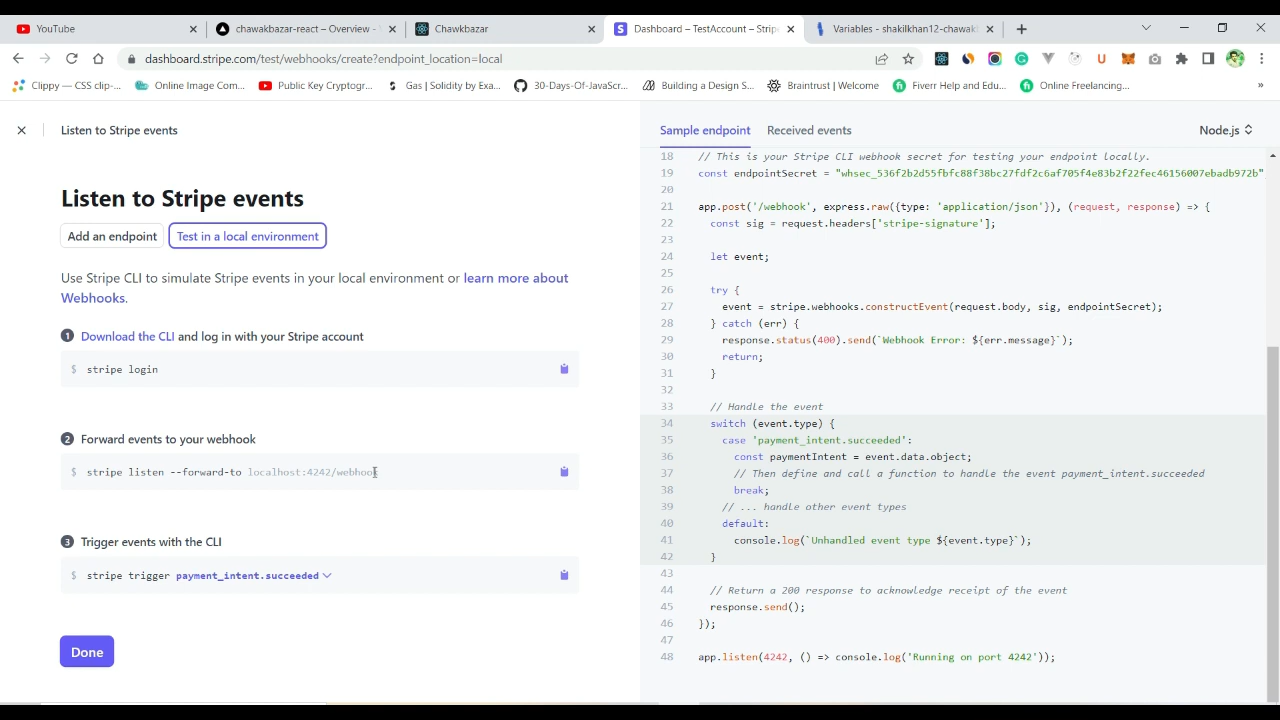 YouTube
chawkbazar-react – Overview –
Chawkbazar
Dashboard – TestAccount – Stripe
Variables - shakilkhan12-chawak
dashboard.stripe.com/test/webhooks/create?endpoint_location=local
Clippy — CSS clip-...
Online Image Com...
Public Key Cryptogr...
Gas | Solidity by Exa...
30-Days-Of-JavaScr...
Building a Design S...
Braintrust | Welcome
Fiverr Help and Edu...
Online Freelancing...
»
Listen to Stripe events
Listen to Stripe events
Add an endpoint
Test in a local environment
Use Stripe CLI to simulate Stripe events in your local environment or learn more about
Webhooks.
1 Download the CLI and log in with your Stripe account
$ stripe login
2 Forward events to your webhook
$ stripe listen --forward-to localhost:4242/webhook
3 Trigger events with the CLI
$ stripe trigger payment_intent.succeeded
Done
Sample endpoint
Received events
Node.js
18 // This is your Stripe CLI webhook secret for testing your endpoint locally.
19 const endpointSecret = "whsec_536f2b2d55fbfc88f38bc27fdf2c6af705f4e83b2f22fec46156007ebadb972b"
20
21 app.post('/webhook', express.raw({type: 'application/json'}), (request, response) => {
22 const sig = request.headers['stripe-signature'];
23
24 let event;
25
26 try {
27 event = stripe.webhooks.constructEvent(request.body, sig, endpointSecret);
28 } catch (err) {
29 response.status(400).send(`Webhook Error: ${err.message}`);
30 return;
31 }
32
33 // Handle the event
34 switch (event.type) {
35 case 'payment_intent.succeeded':
36 const paymentIntent = event.data.object;
37 // Then define and call a function to handle the event payment_intent.succeeded
38 break;
39 // ... handle other event types
40 default:
41 console.log(`Unhandled event type ${event.type}`);
42 }
43
44 // Return a 200 response to acknowledge receipt of the event
45 response.send();
46 });
47
48 app.listen(4242, () => console.log('Running on port 4242'));